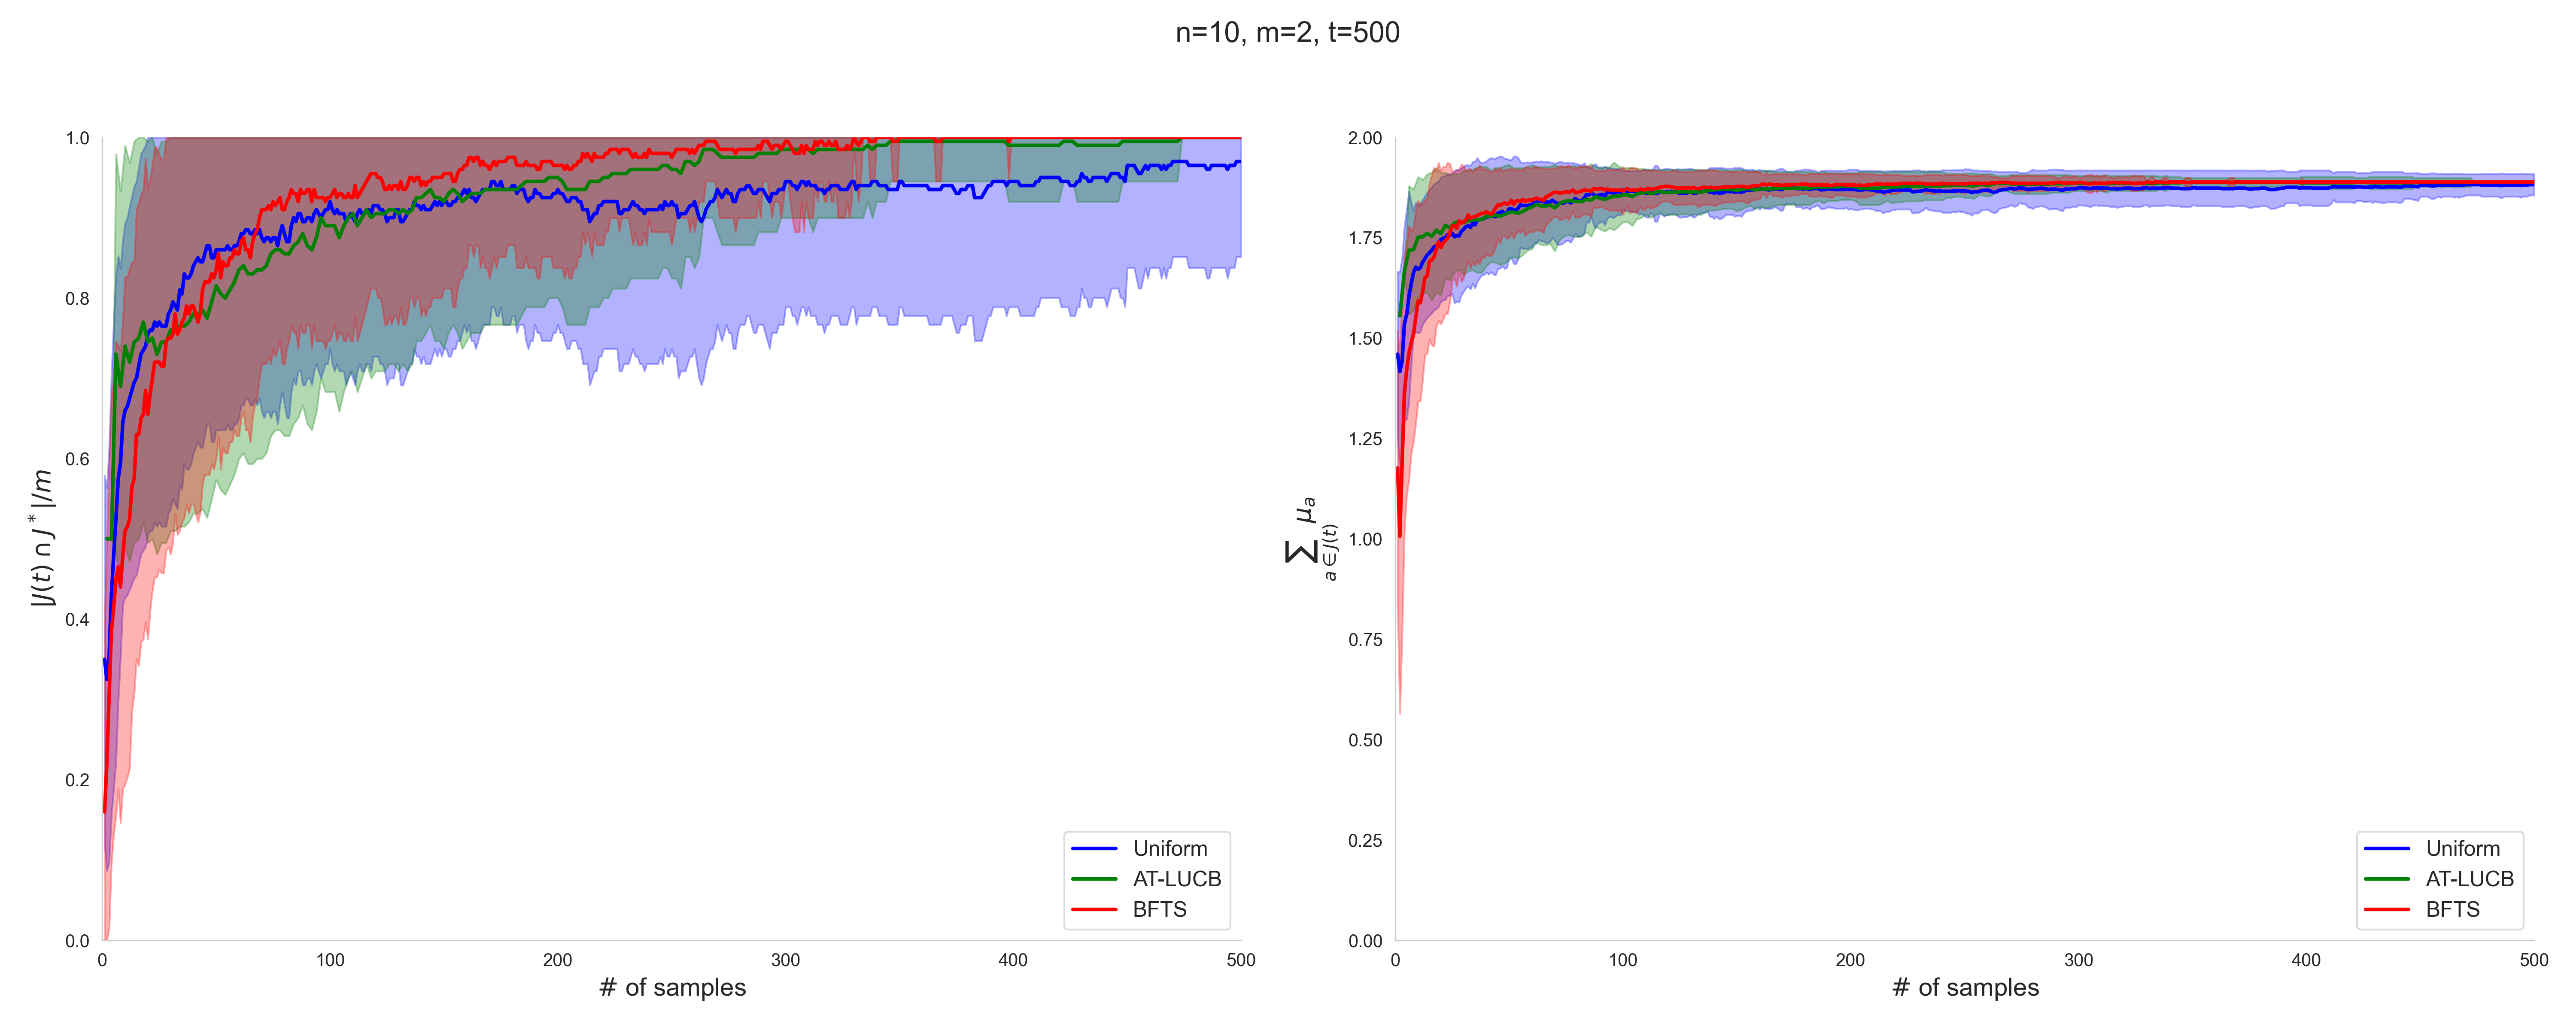 n=10, m=2, t=500
|J(t) ∩ J*|/m
1.0
0.8
0.6
0.4
0.2
0.0
0 100 200 300 400 500
# of samples
Uniform
AT-LUCB
BFTS
∑ μa
a∈J(t)
2.00
1.75
1.50
1.25
1.00
0.75
0.50
0.25
0.00
0 100 200 300 400 500
# of samples
Uniform
AT-LUCB
BFTS